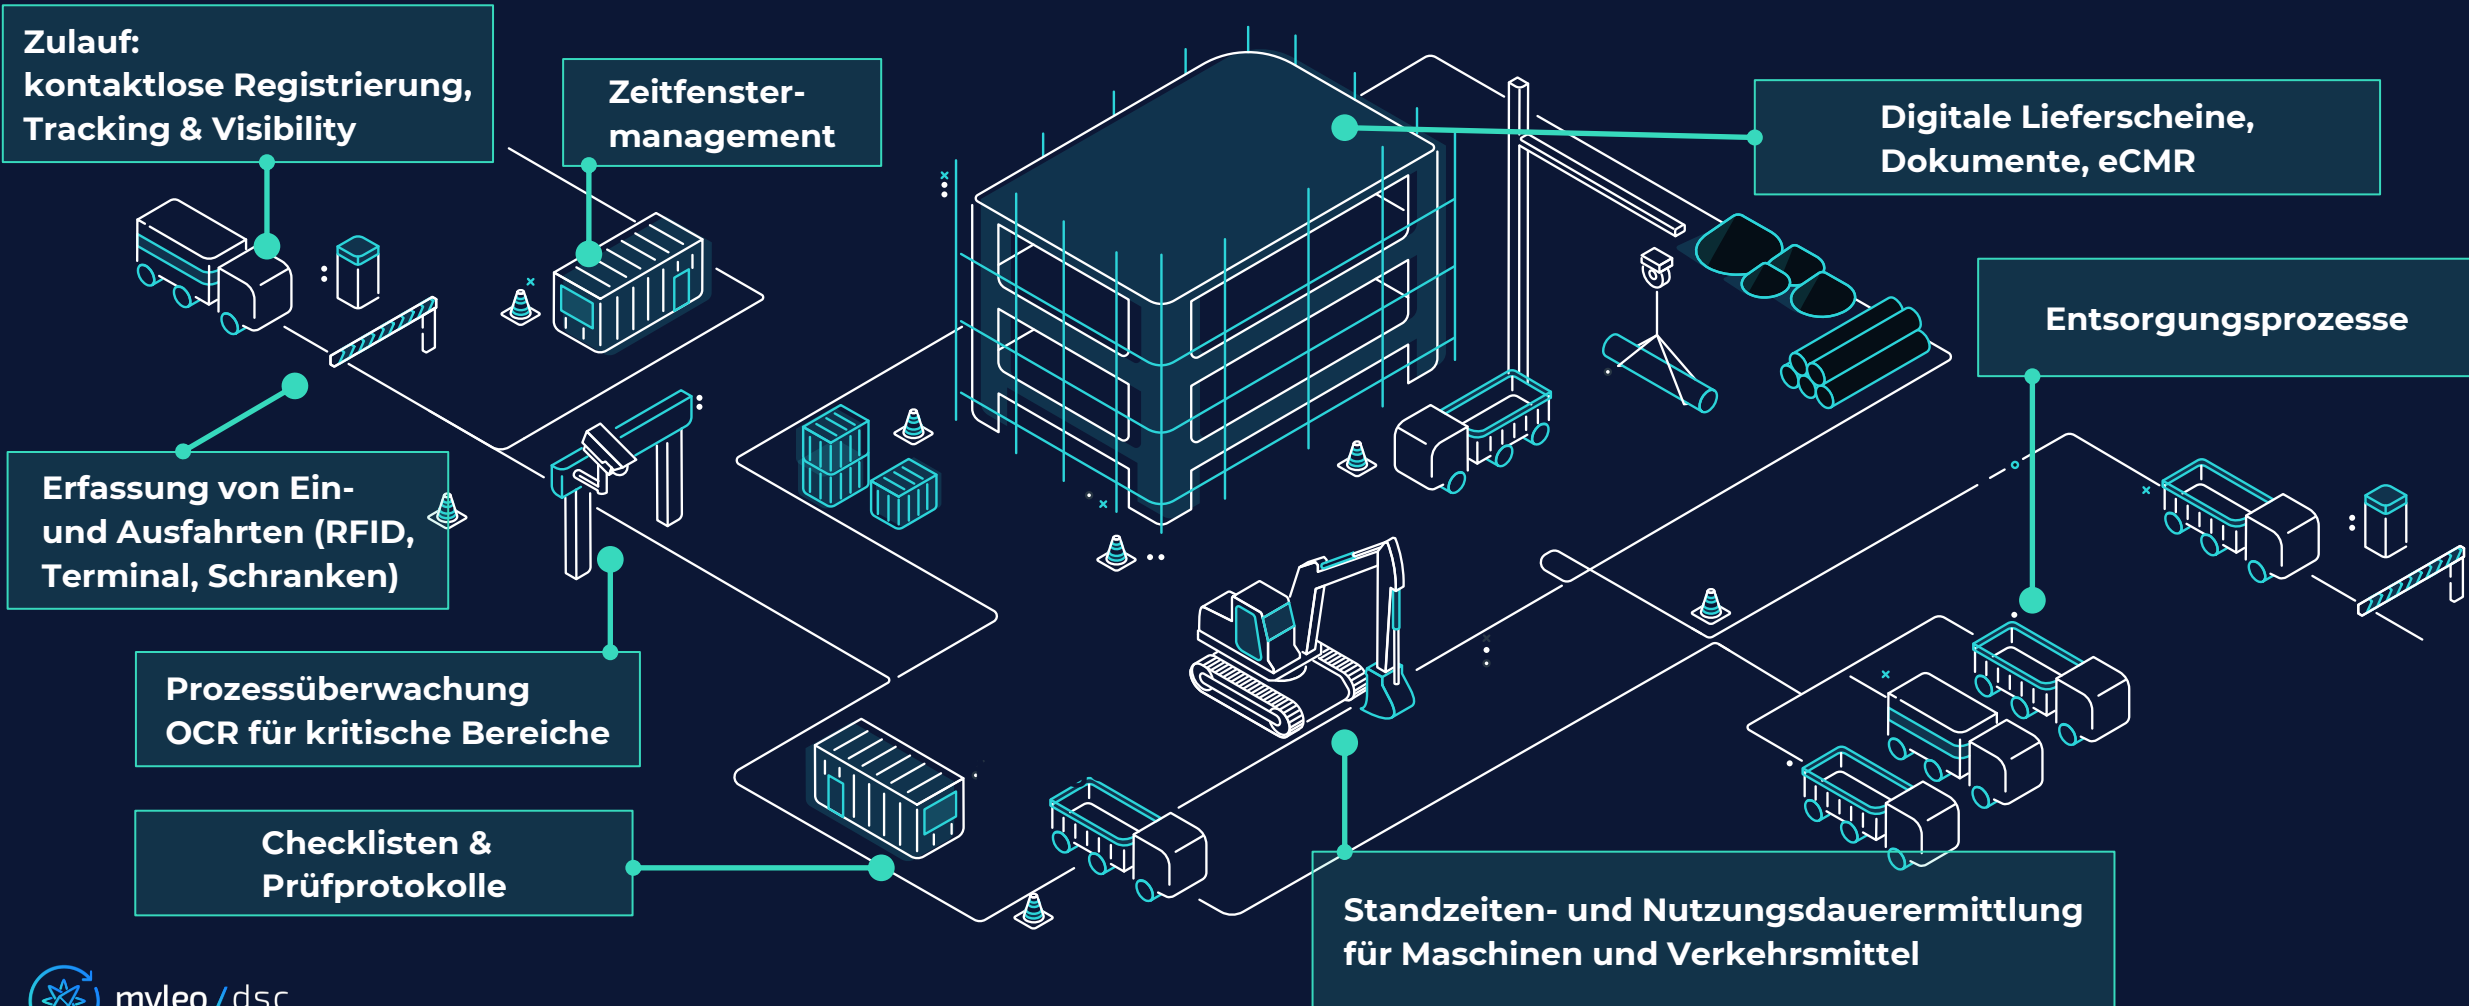 Zulauf:
kontaktlose Registrierung,
Tracking & Visibility
Zeitfenster-
management
Digitale Lieferscheine,
Dokumente, eCMR
Entsorgungsprozesse
Erfassung von Ein-
und Ausfahrten (RFID,
Terminal, Schranken)
Prozessüberwachung
OCR für kritische Bereiche
Checklisten &
Prüfprotokolle
Standzeiten- und Nutzungsdauerermittlung
für Maschinen und Verkehrsmittel
myleo/dsc